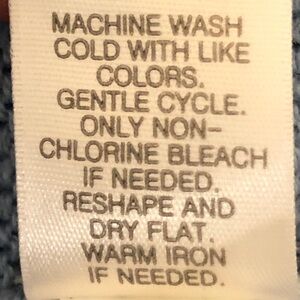 MACHINE WASH
COLD WITH LIKE
COLORS.
GENTLE CYCLE.
ONLY NON-
CHLORINE BLEACH
IF NEEDED.
RESHAPE AND
DRY FLAT.
WARM IRON
IF NEEDED.